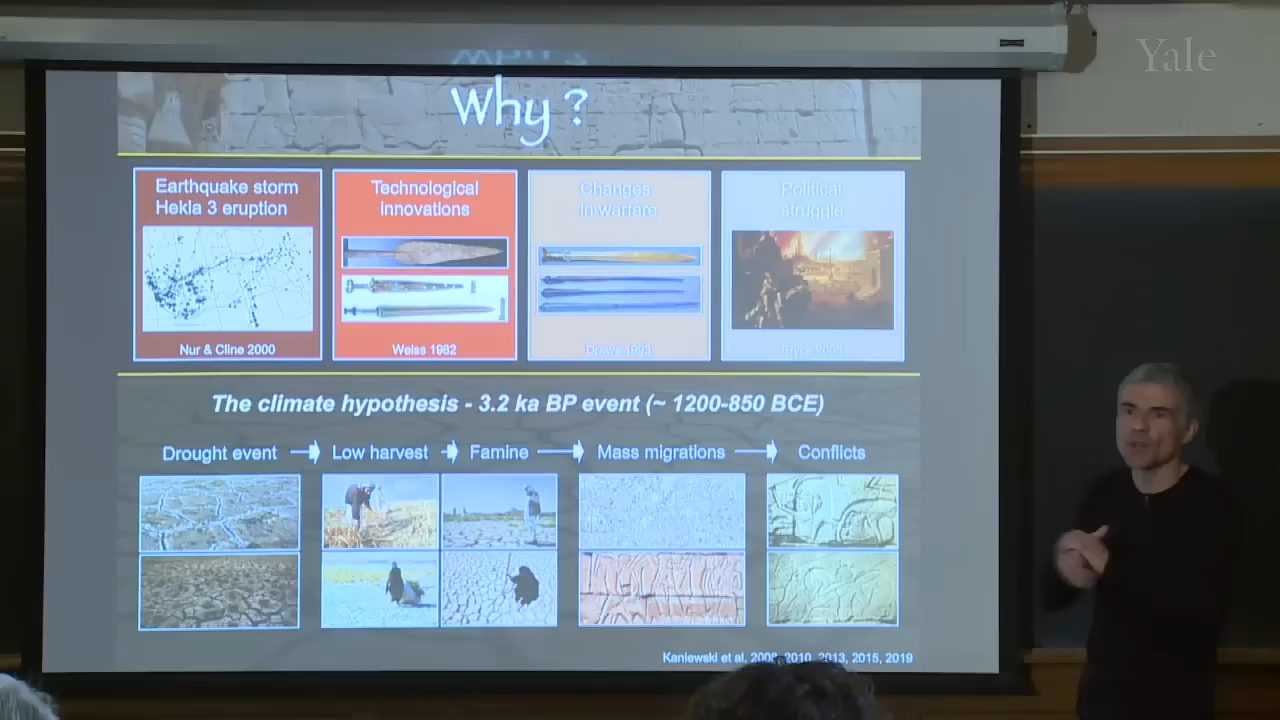 Yale
Why ?
Earthquake storm
Hekla 3 eruption
Nur & Cline 2000
Technological
Innovations
Weiss 1982
Changes
in warfare
Drews 1993
Political
struggle
The climate hypothesis - 3.2 ka BP event (~ 1200-850 BCE)
Drought event
Low harvest
Famine
Mass migrations
Conflicts
Kaniewski et al. 2008, 2010, 2013, 2015, 2019